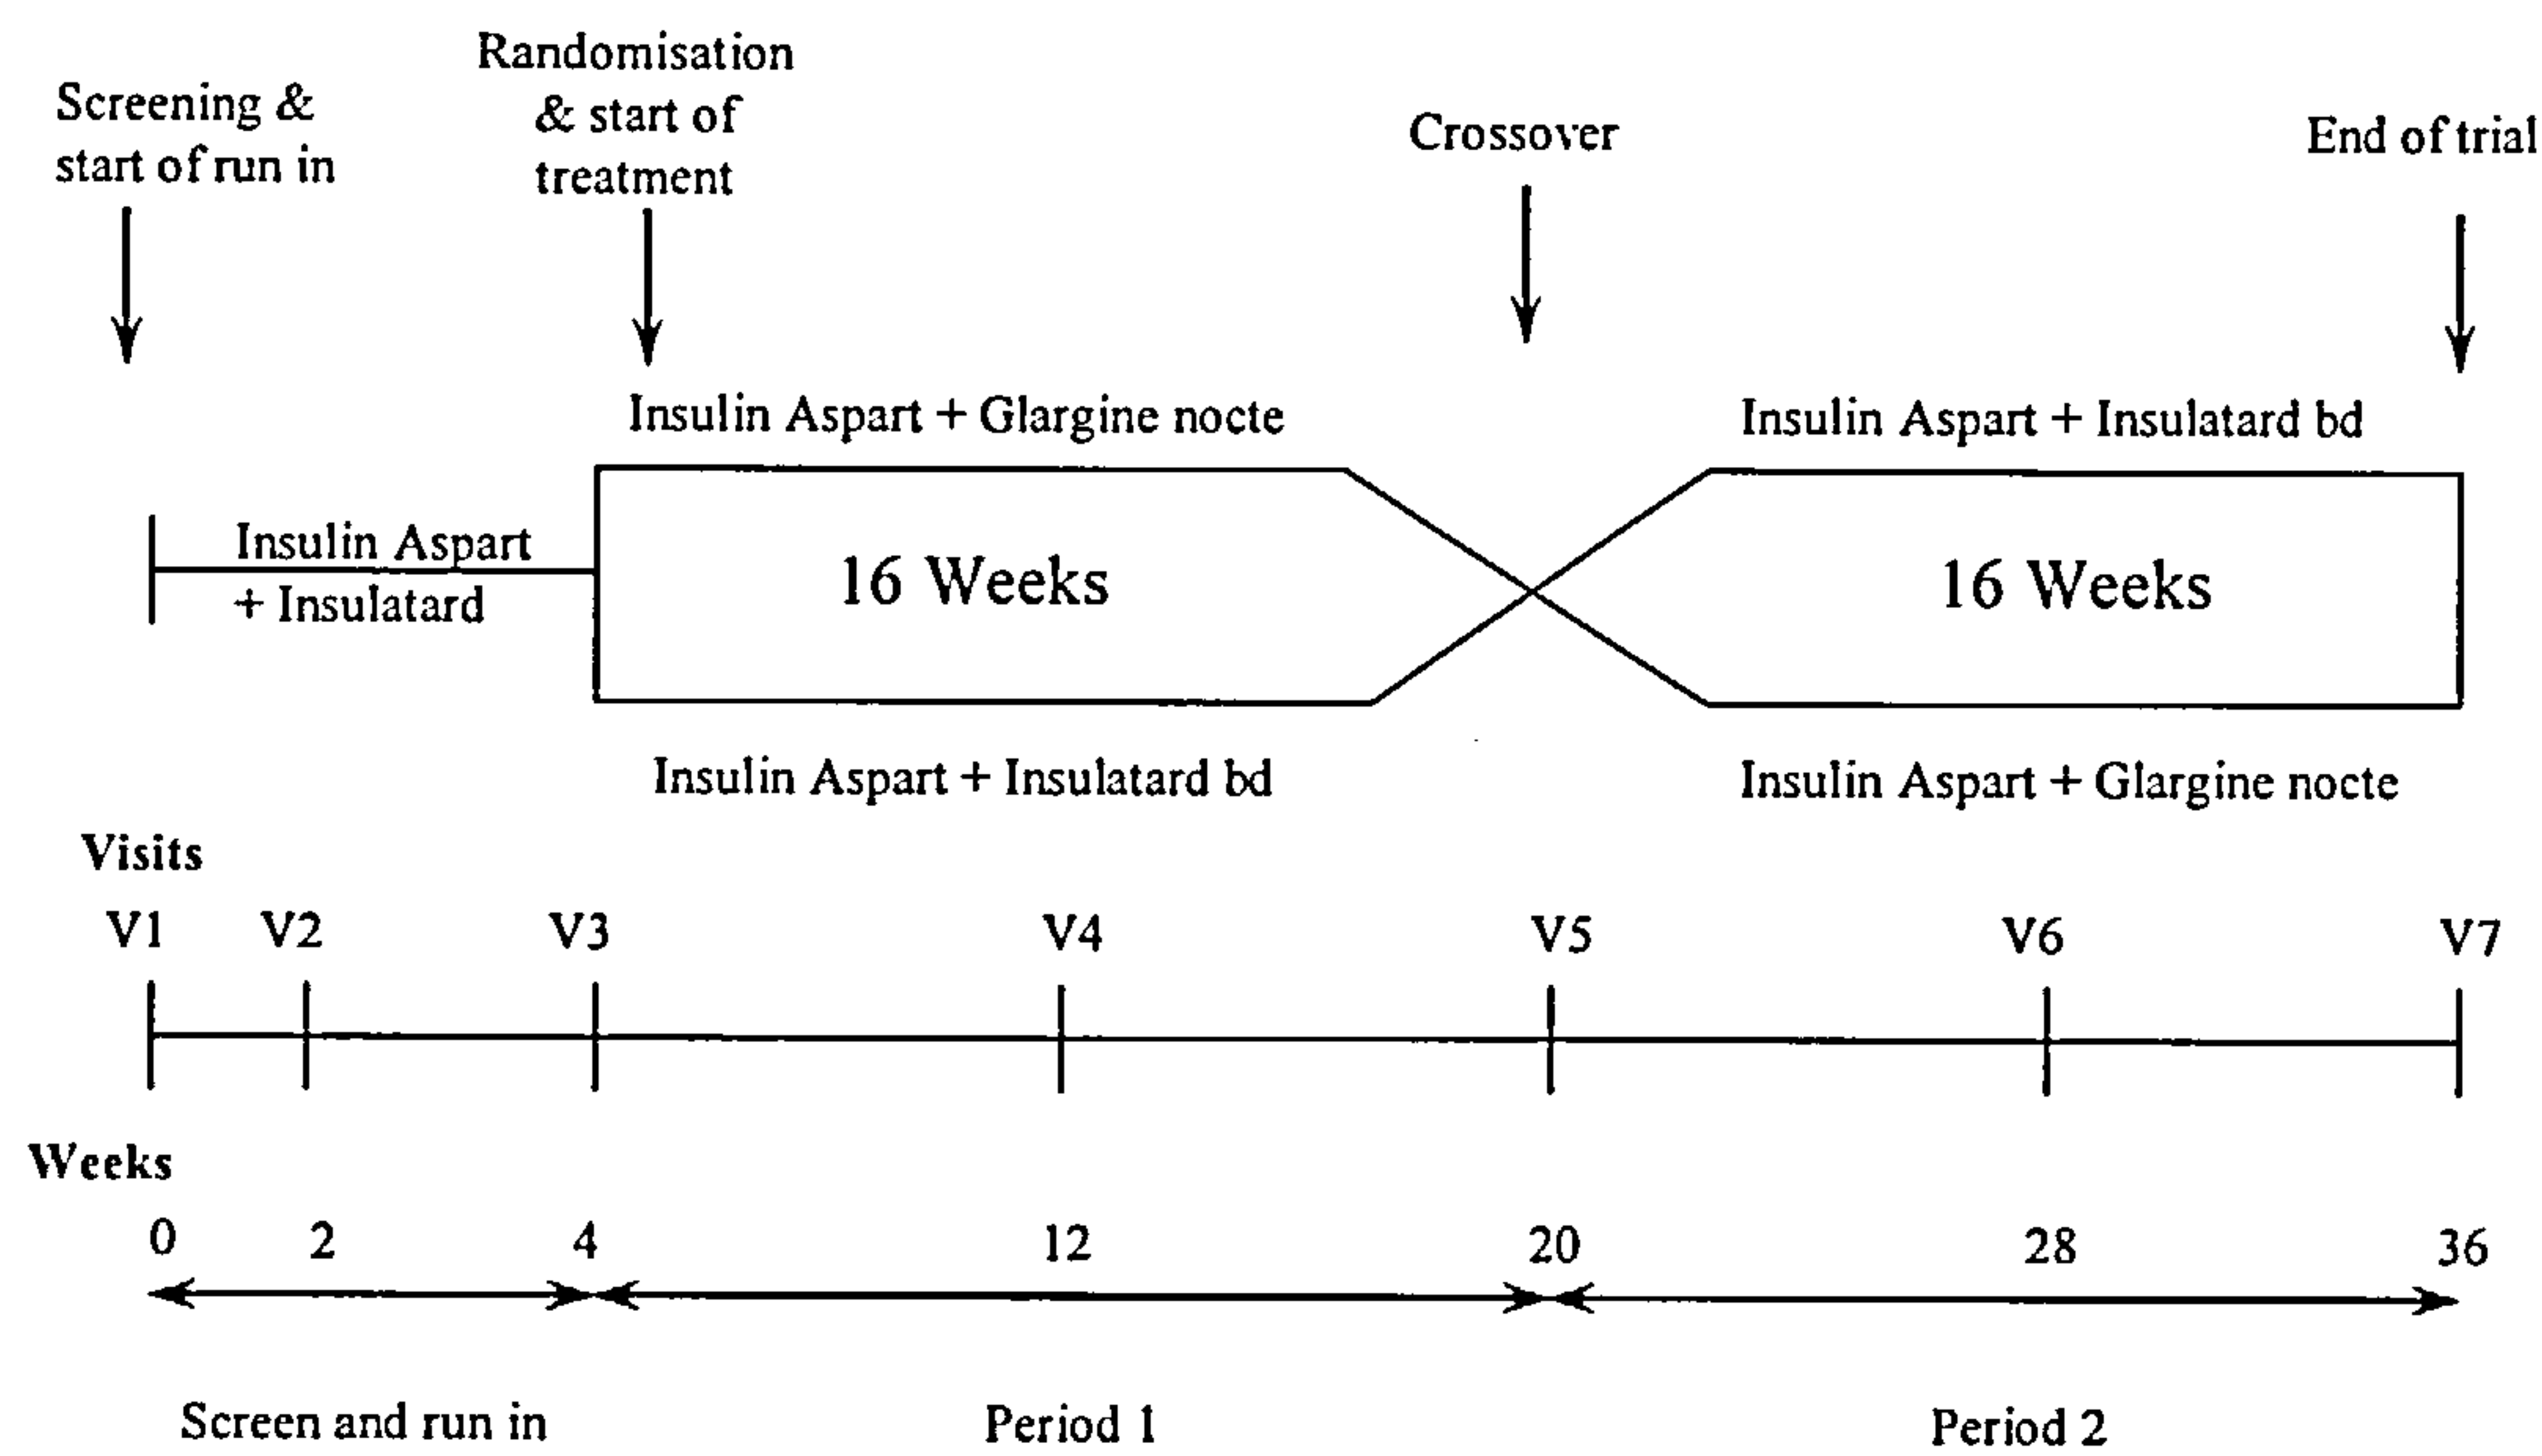 Screening &
start of run in
Randomisation
& start of
treatment
Crossover
End of trial
Insulin Aspart + Glargine nocte
Insulin Aspart + Insulatard bd
Insulin Aspart
+ Insulatard
16 Weeks
16 Weeks
Insulin Aspart + Insulatard bd
Insulin Aspart + Glargine nocte
Visits
V1 V2 V3 V4 V5 V6 V7
Weeks
0 2 4 12 20 28 36
Screen and run in Period 1 Period 2